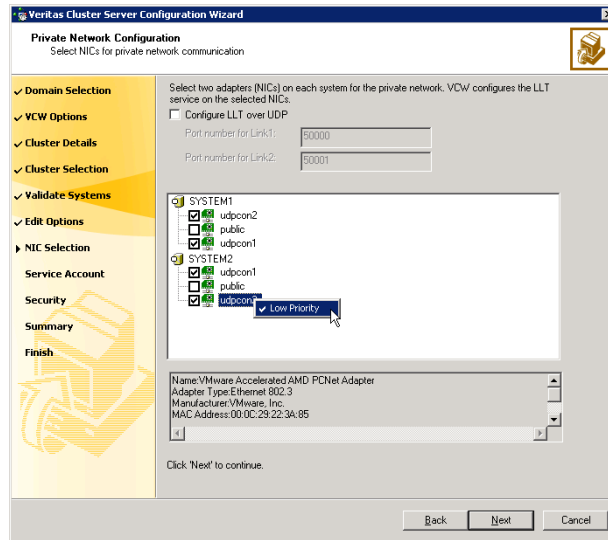 Veritas Cluster Server Configuration Wizard
Private Network Configuration
Select NICs for private network communication
Domain Selection
VCW Options
Cluster Details
Cluster Selection
Validate Systems
Edit Options
NIC Selection
Service Account
Security
Summary
Finish
Select two adapters (NICs) on each system for the private network. VCW configures the LLT
service on the selected NICs.
Configure LLT over UDP
Port number for Link1:
50000
Port number for Link2:
50001
SYSTEM1
udpcon2
public
udpcon1
SYSTEM2
udpcon1
public
Low Priority
Name:VMware Accelerated AMD PCNet Adapter
Adapter Type:Ethernet 802.3
Manufacturer:VMware, Inc.
MAC Address:00:0C:29:22:3A:85
Click 'Next' to continue.
Back
Next
Cancel